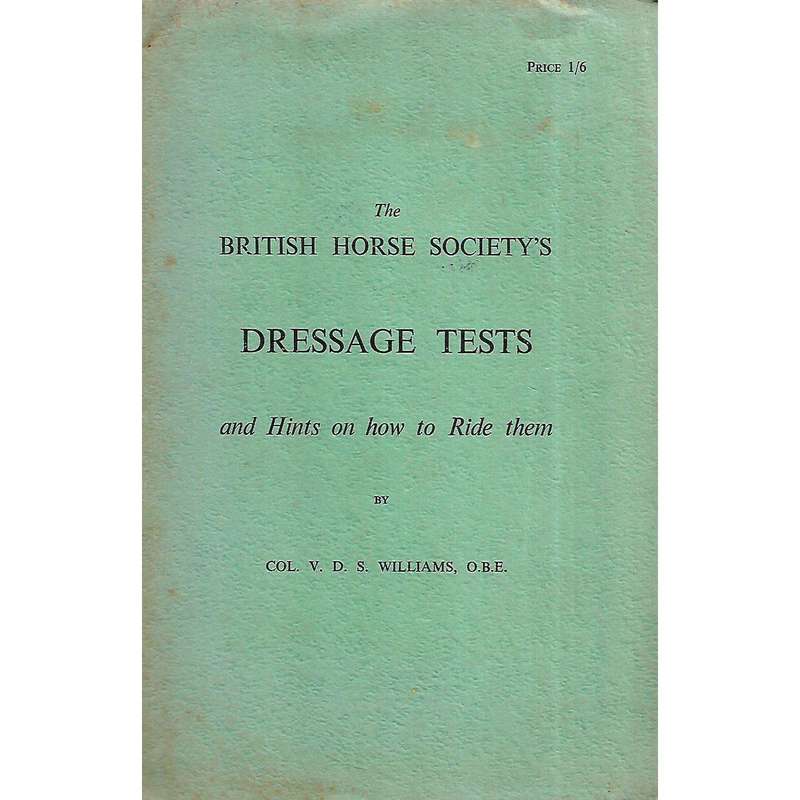 PRICE 1/6
The
BRITISH HORSE SOCIETY'S
DRESSAGE TESTS
and Hints on how to Ride them
BY
COL. V. D. S. WILLIAMS, O.B.E.